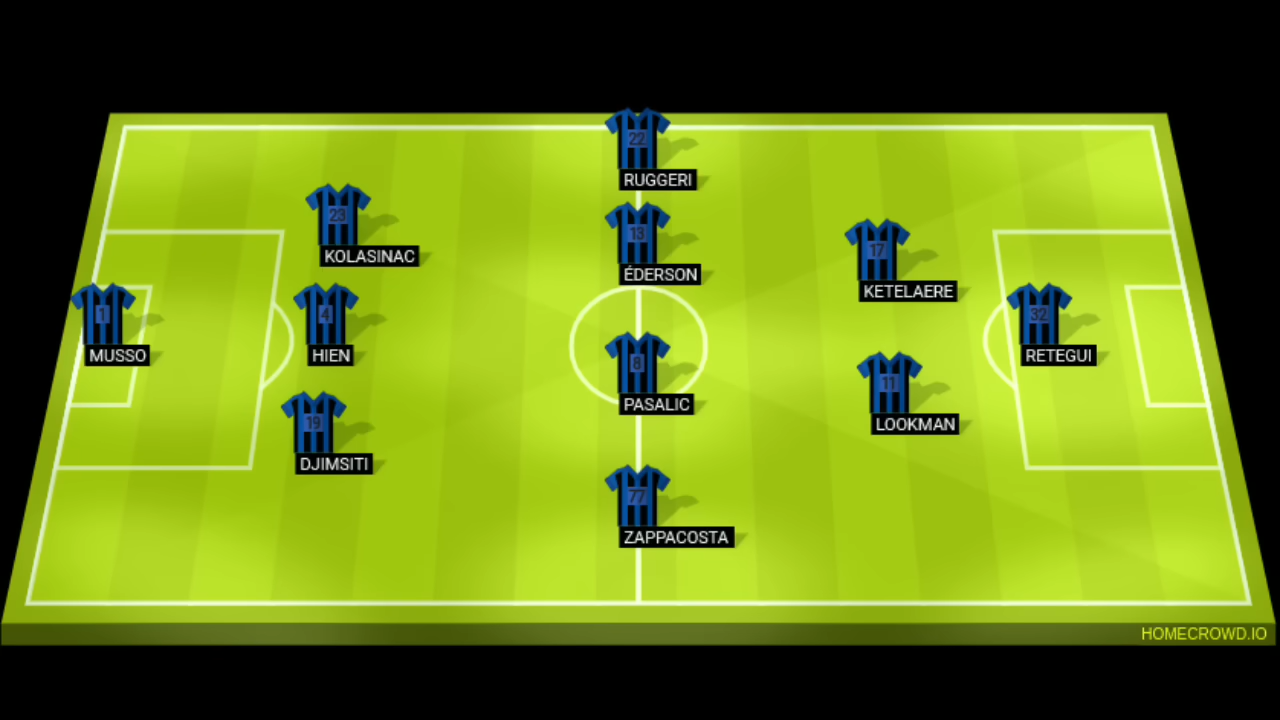 22
RUGGERI
23
KOLASINAC
13
ÉDERSON
17
KETELAERE
1
MUSSO
4
HIEN
32
RETEGUI
8
PASALIC
11
LOOKMAN
19
DJIMSITI
77
ZAPPACOSTA
HOMECROWD.IO